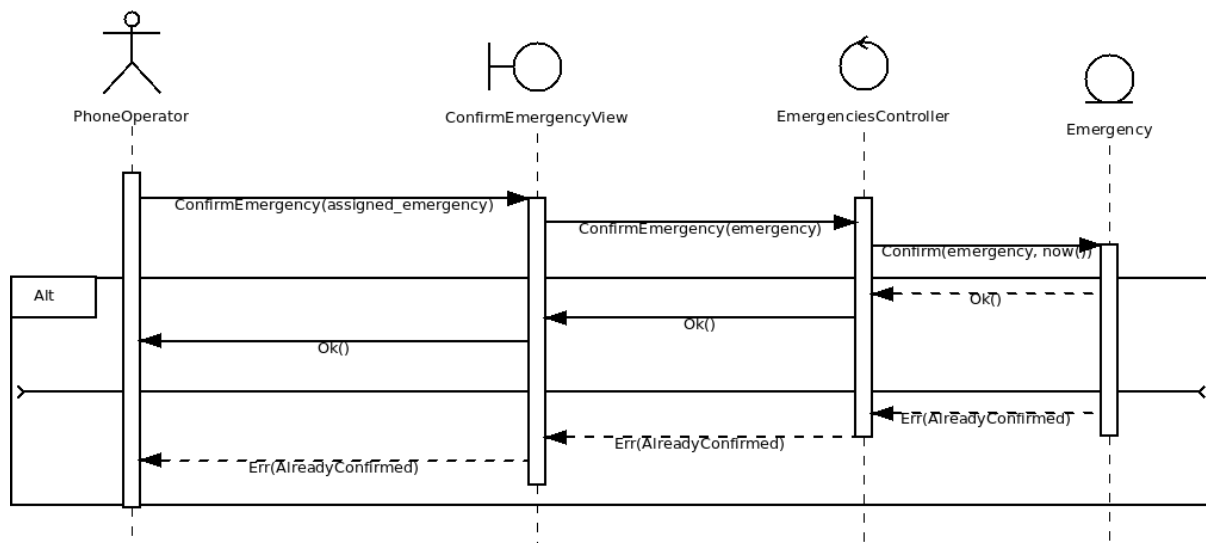 PhoneOperator
ConfirmEmergencyView
EmergenciesController
Emergency
ConfirmEmergency(assigned_emergency)
ConfirmEmergency(emergency)
Confirm(emergency, now())
Alt
Ok()
Ok()
Ok()
Err(AlreadyConfirmed)
Err(AlreadyConfirmed)
Err(AlreadyConfirmed)